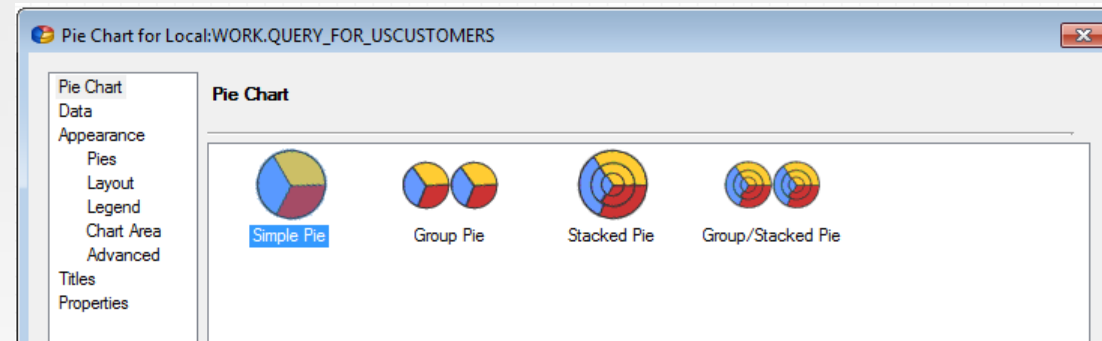 Pie Chart for Local:WORK.QUERY_FOR_USCUSTOMERS
Pie Chart
Data
Appearance
Pies
Layout
Legend
Chart Area
Advanced
Titles
Properties
Pie Chart
Simple Pie
Group Pie
Stacked Pie
Group/Stacked Pie